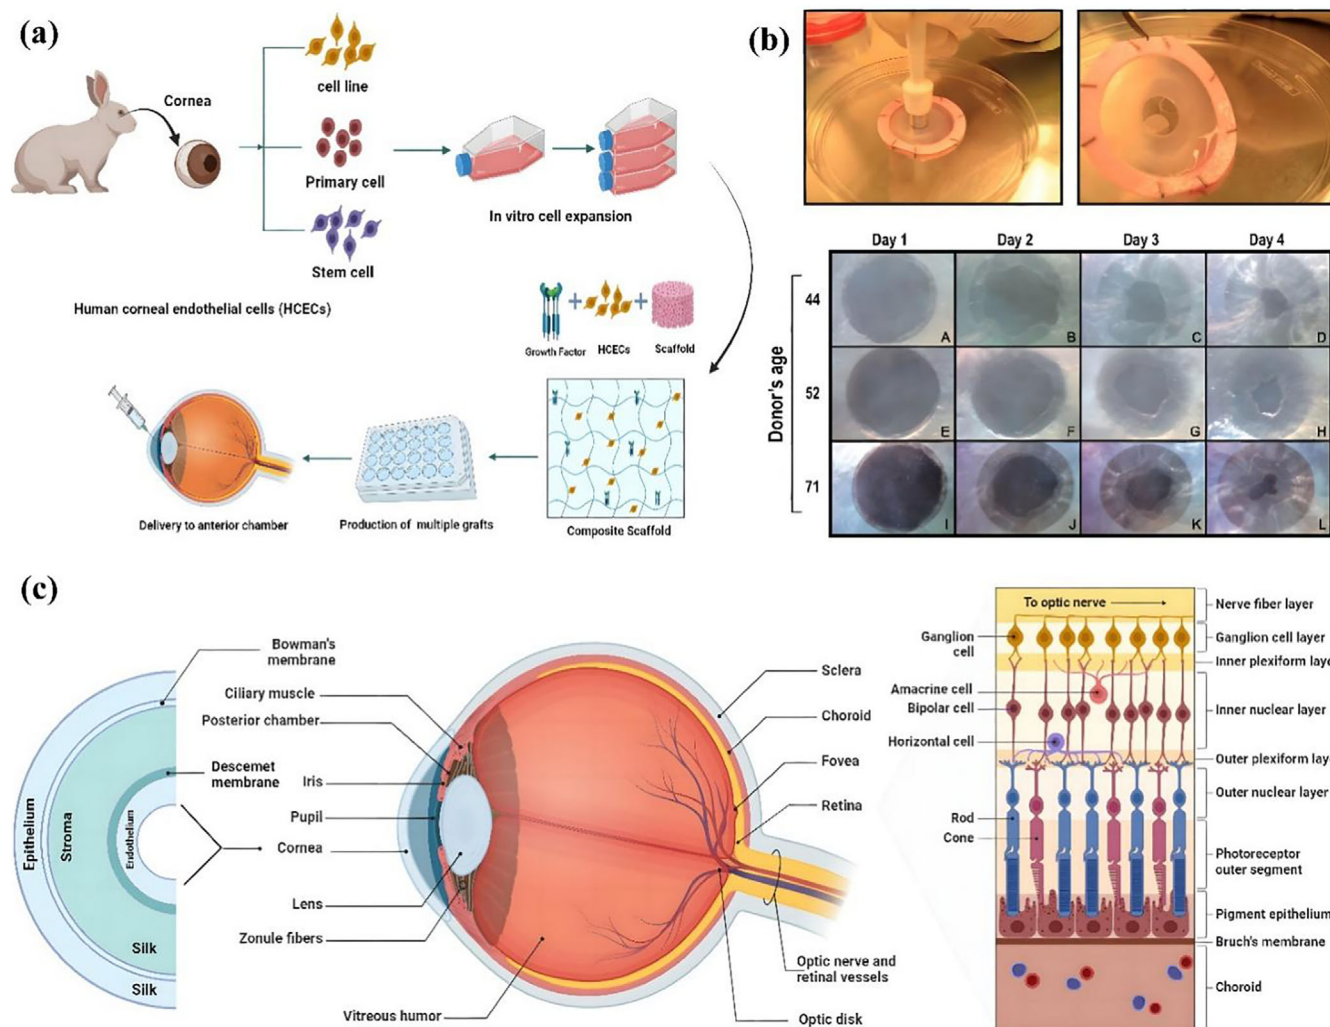 (a)
Cornea
cell line
Primary cell
Stem cell
Human corneal endothelial cells (HCECs)
In vitro cell expansion
Growth Factor
HCECs
Scaffold
Composite Scaffold
Production of multiple grafts
Delivery to anterior chamber
(b)
Day 1 Day 2 Day 3 Day 4
Donor's age
44
A B C D
52
E F G H
71
I J K L
(c)
Bowman's
membrane
Ciliary muscle
Posterior chamber
Descemet
membrane
Iris
Pupil
Cornea
Lens
Zonule fibers
Vitreous humor
Epithelium
Stroma
Endothelium
Silk
Silk
Sclera
Choroid
Fovea
Retina
Optic nerve and
retinal vessels
Optic disk
To optic nerve
Ganglion
cell
Amacrine cell
Bipolar cell
Horizontal cell
Rod
Cone
Nerve fiber layer
Ganglion cell layer
Inner plexiform laye
Inner nuclear layer
Outer plexiform laye
Outer nuclear layer
Photoreceptor
outer segment
Pigment epithelium
Bruch's membrane
Choroid